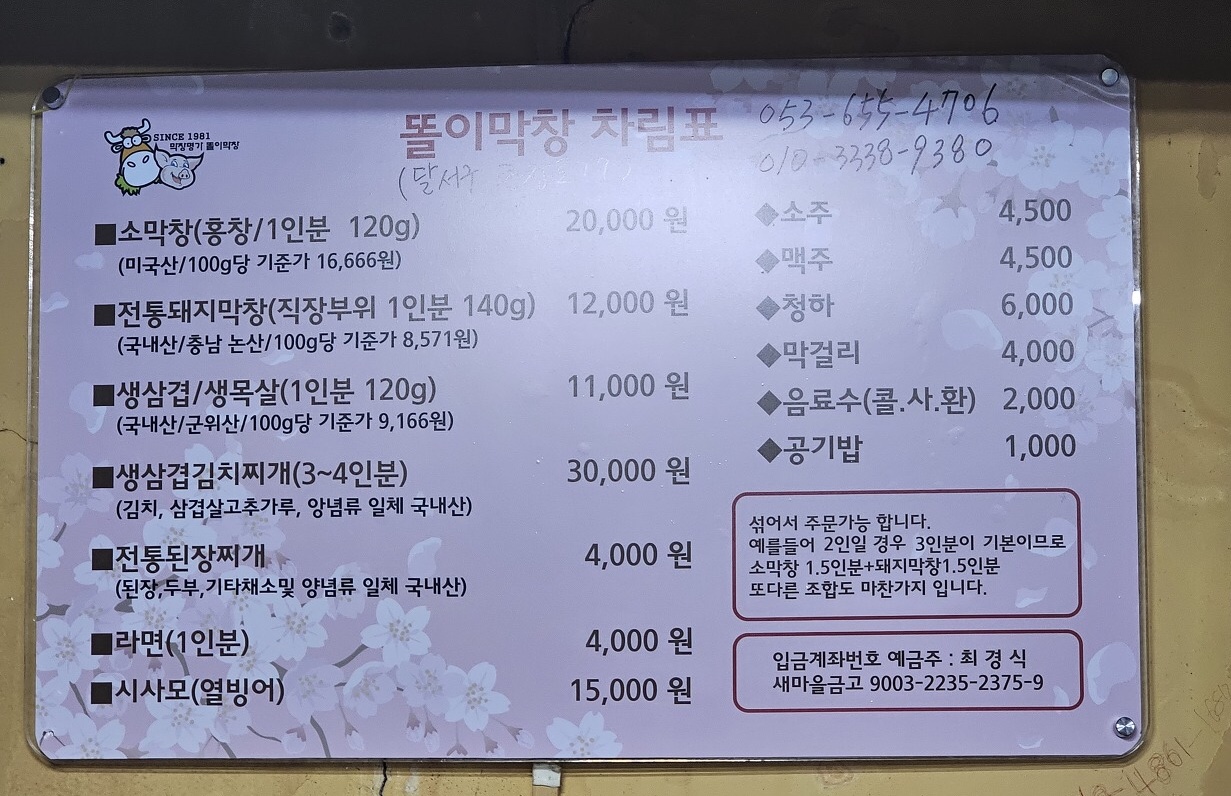 SINCE 1981
막창명가 똘이막창
똘이막창 차림표
053-655-4706
010-3338-9380
(달서구
■소막창(홍창/1인분 120g) 20,000 원
(미국산/100g당 기준가 16,666원)
■전통돼지막창(직장부위 1인분 140g) 12,000 원
(국내산/충남 논산/100g당 기준가 8,571원)
■생삼겹/생목살(1인분 120g) 11,000 원
(국내산/군위산/100g당 기준가 9,166원)
■생삼겹김치찌개(3~4인분) 30,000 원
(김치, 삼겹살고추가루, 양념류 일체 국내산)
■전통된장찌개 4,000 원
(된장,두부,기타채소및 양념류 일체 국내산)
■라면(1인분) 4,000 원
■시사모(열빙어) 15,000 원
◆소주 4,500
◆맥주 4,500
◆청하 6,000
◆막걸리 4,000
◆음료수(콜.사.환) 2,000
◆공기밥 1,000
섞어서 주문가능 합니다.
예를들어 2인일 경우 3인분이 기본이므로
소막창 1.5인분+돼지막창1.5인분
또다른 조합도 마찬가지 입니다.
입금계좌번호 예금주 : 최 경 식
새마을금고 9003-2235-2375-9